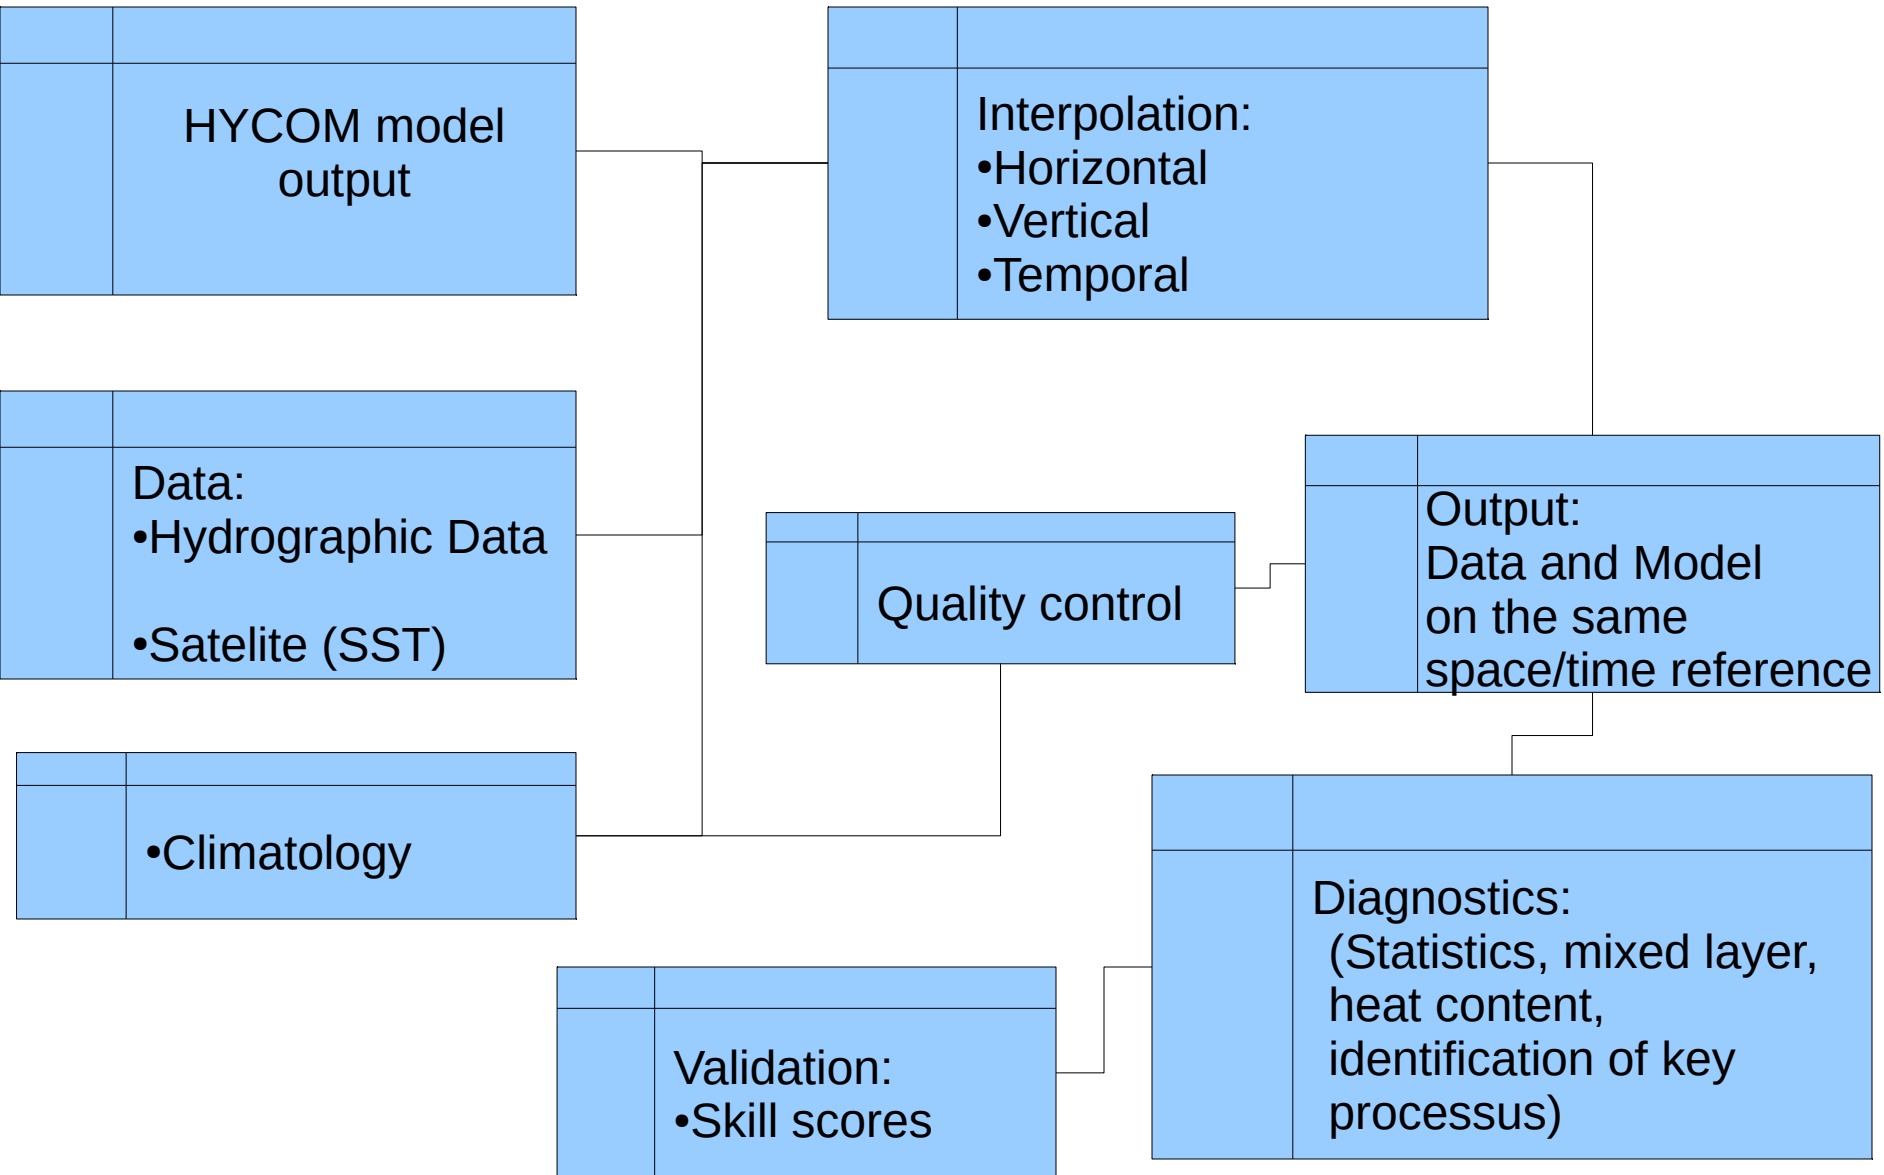 HYCOM model
output
Interpolation:
•Horizontal
•Vertical
•Temporal
Data:
•Hydrographic Data
•Satelite (SST)
Quality control
Output:
Data and Model
on the same
space/time reference
•Climatology
Diagnostics:
(Statistics, mixed layer,
heat content,
identification of key
processus)
Validation:
•Skill scores